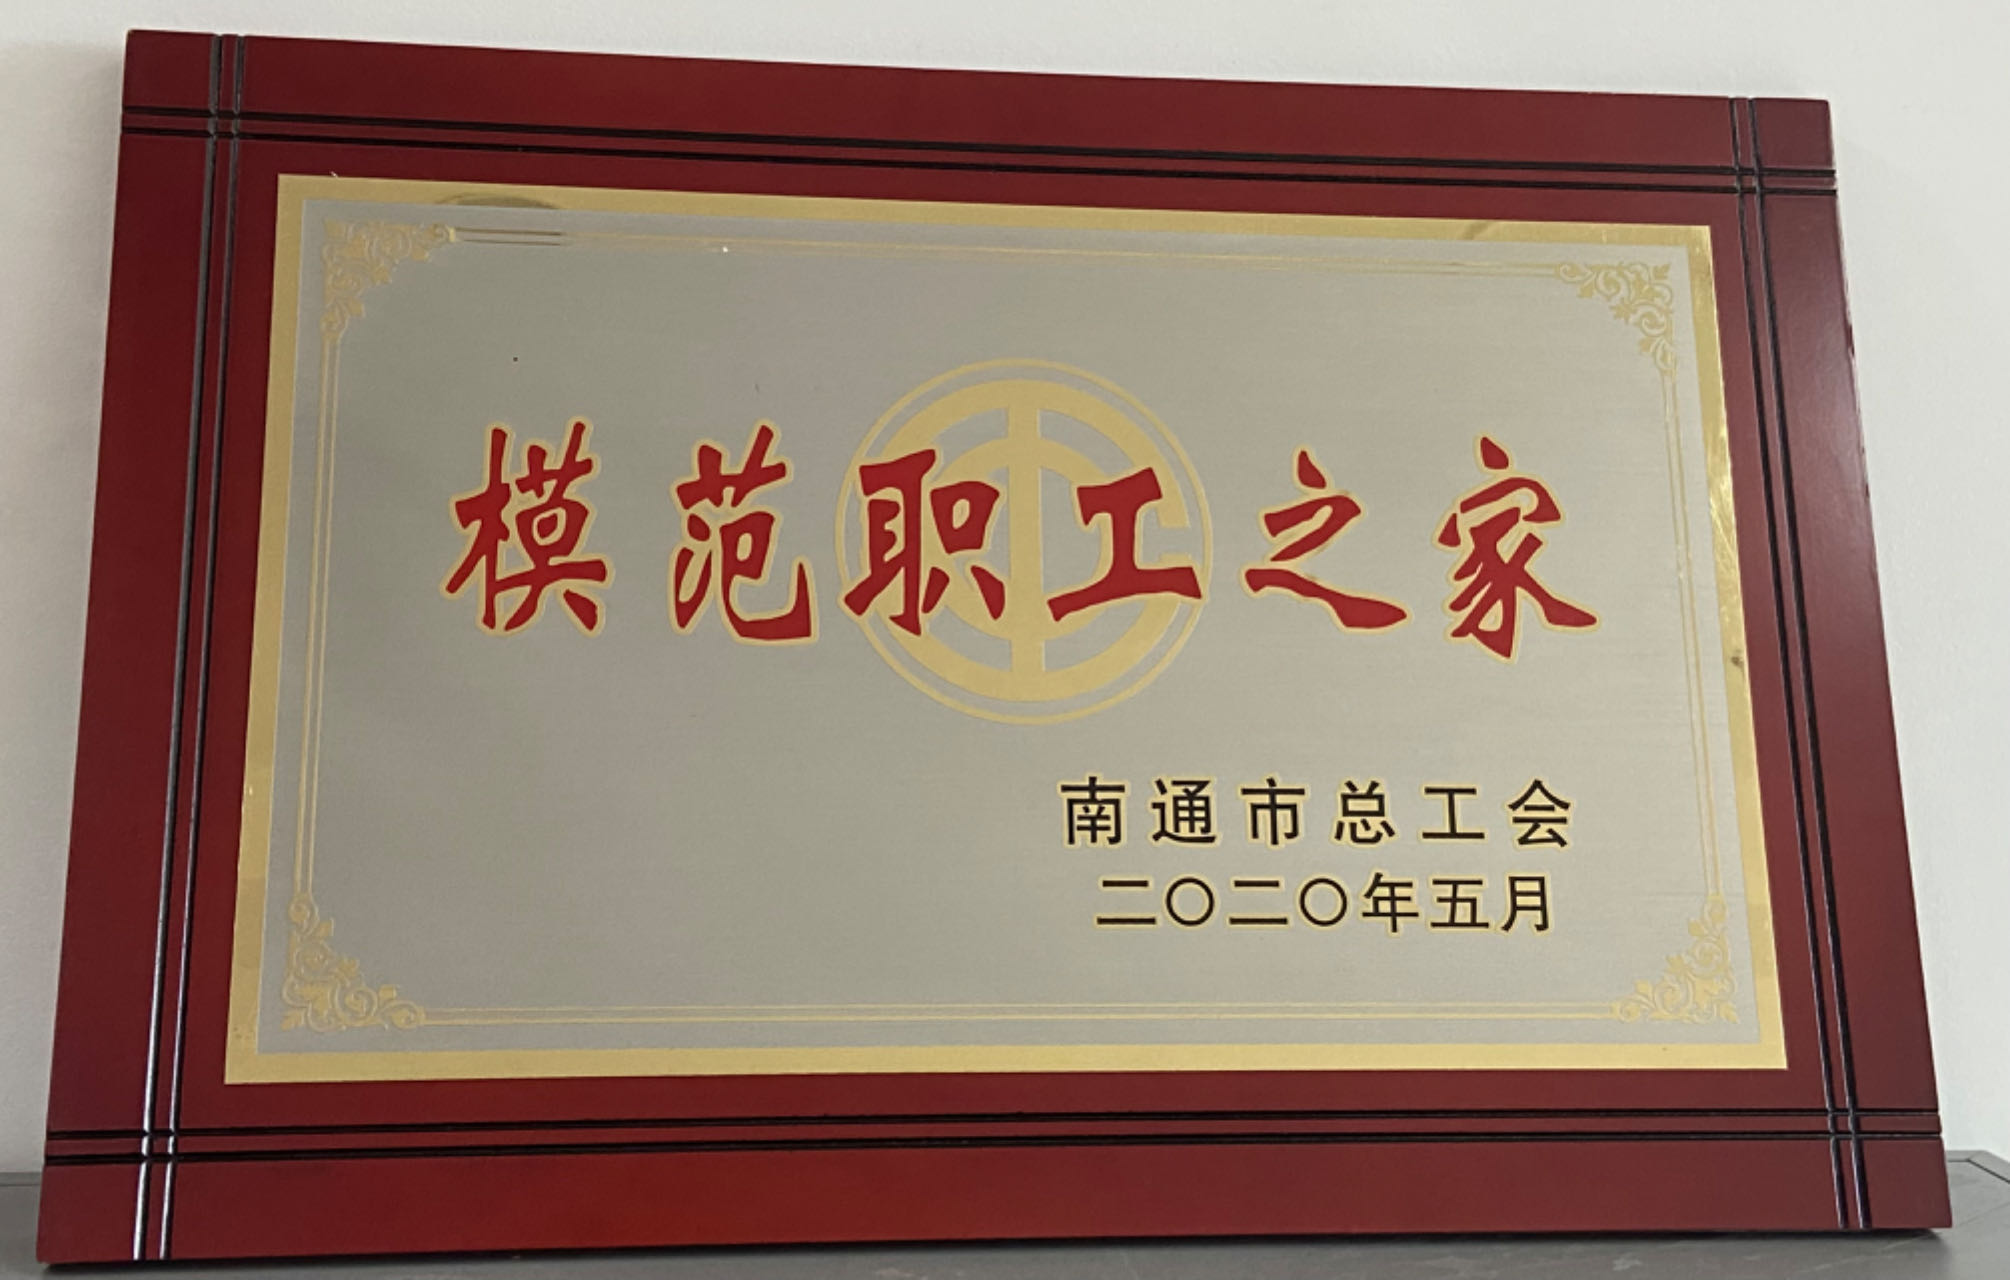 模范职工之家
南通市总工会
二〇二〇年五月